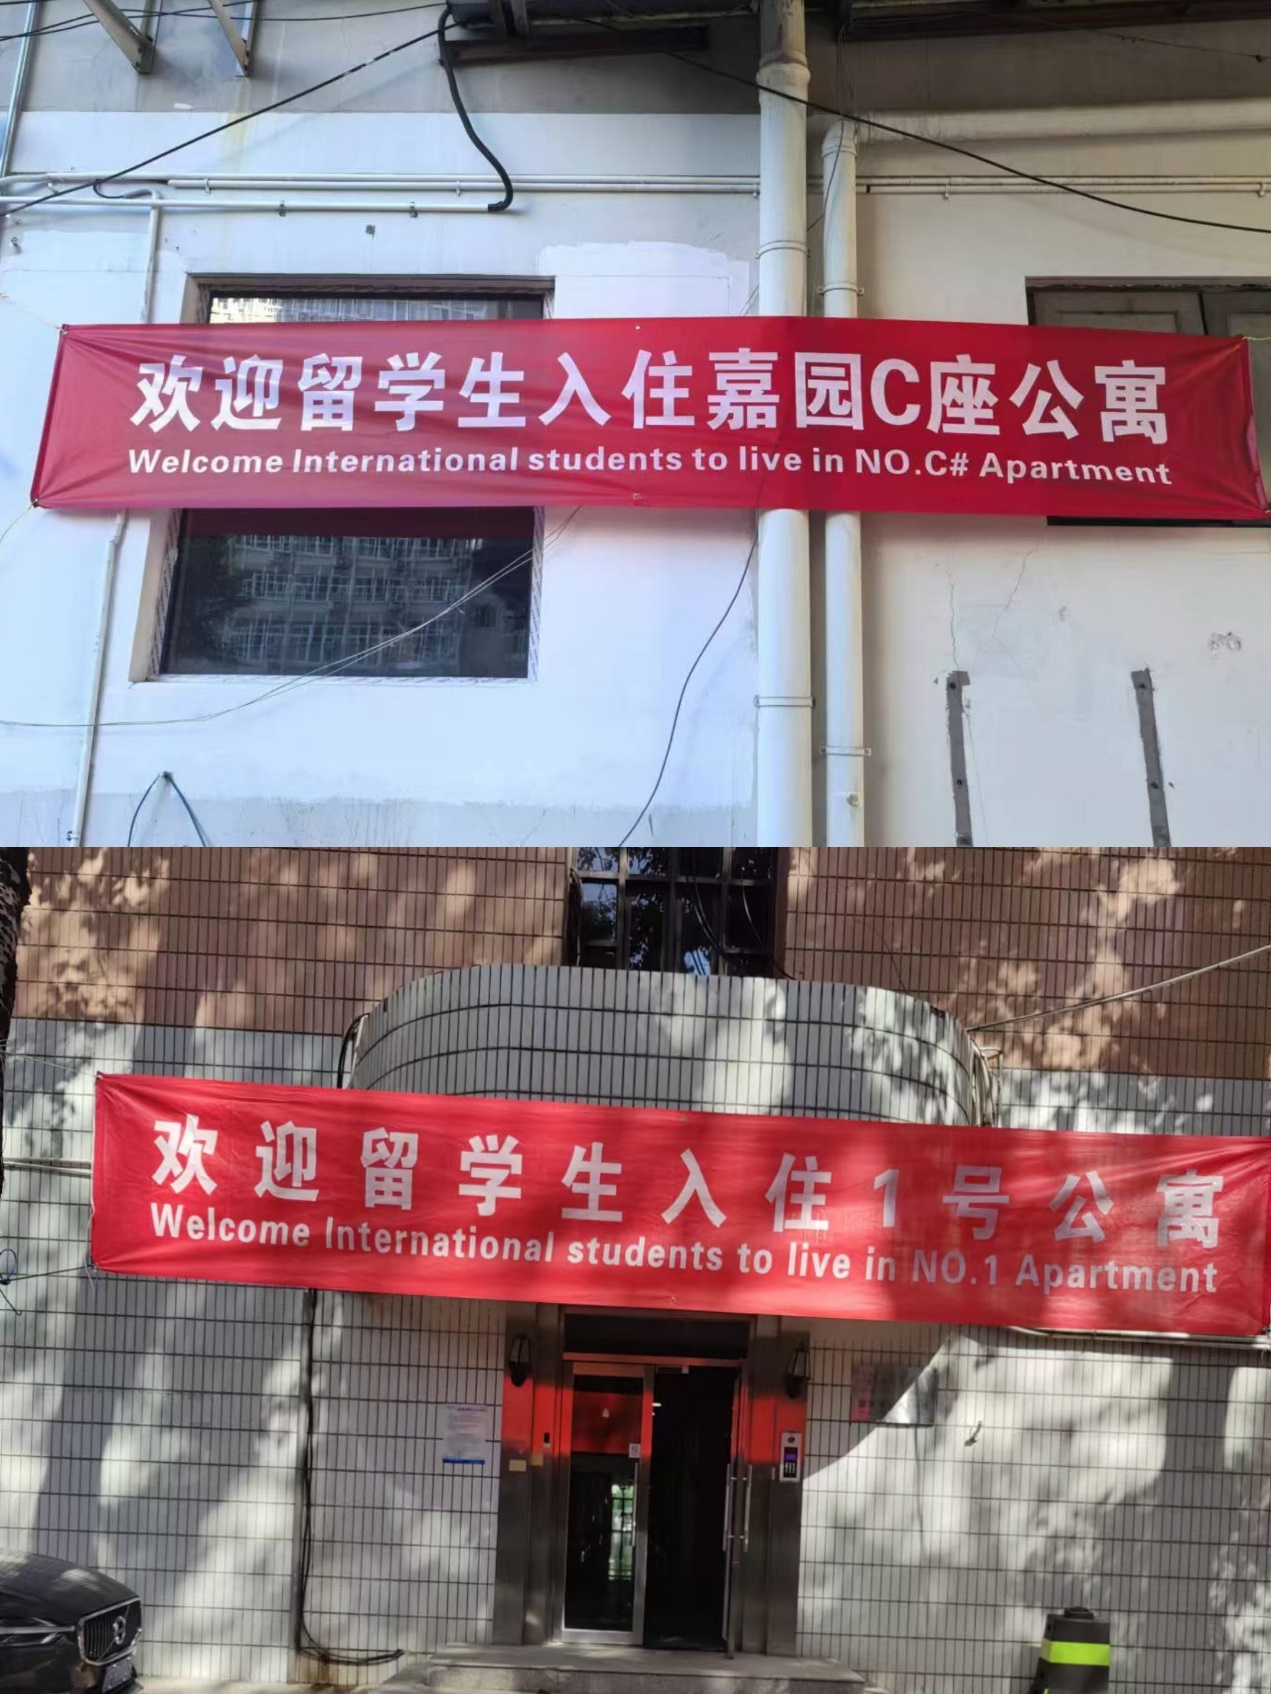 欢迎留学生入住嘉园C座公寓
Welcome International students to live in NO.C# Apartment
欢迎留学生入住1号公寓
Welcome International students to live in NO.1 Apartment